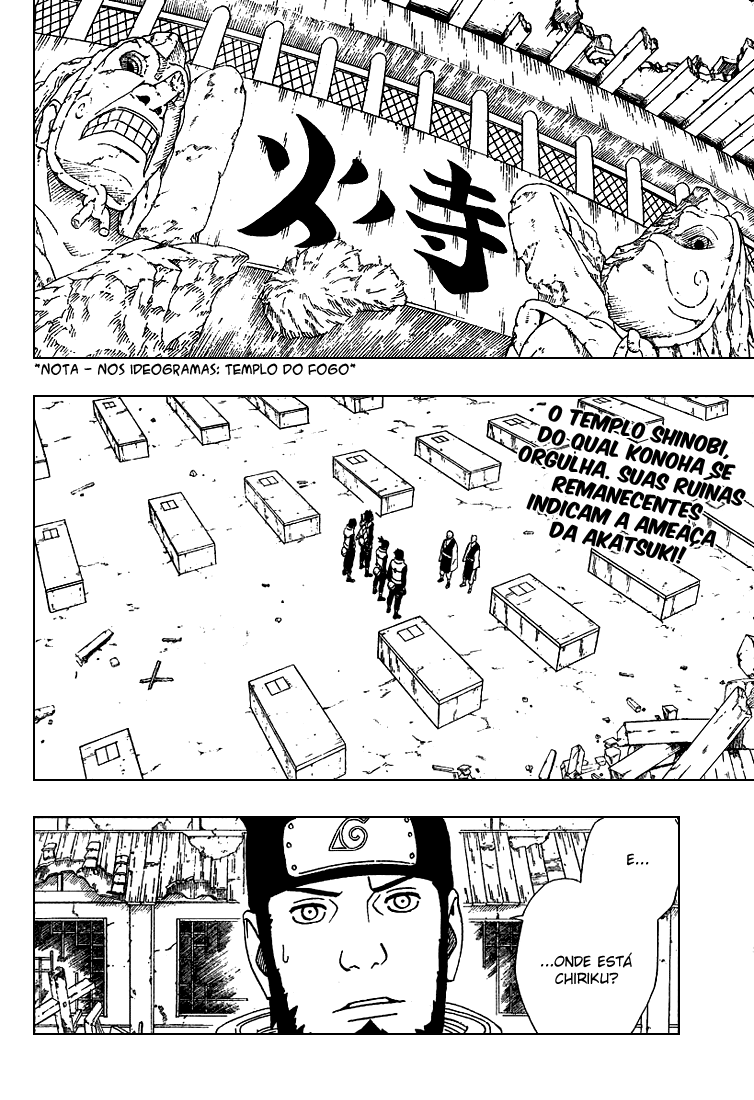 火寺
"NOTA - NOS IDEOGRAMAS: TEMPLO DO FOGO"
O TEMPLO SHINOBI,
DO QUAL KONOHA SE
ORGULHA. SUAS RUINAS
REMANECENTES
INDICAM A AMEAÇA
DA AKATSUKI!
E...
...ONDE ESTÁ
CHIRIKU?